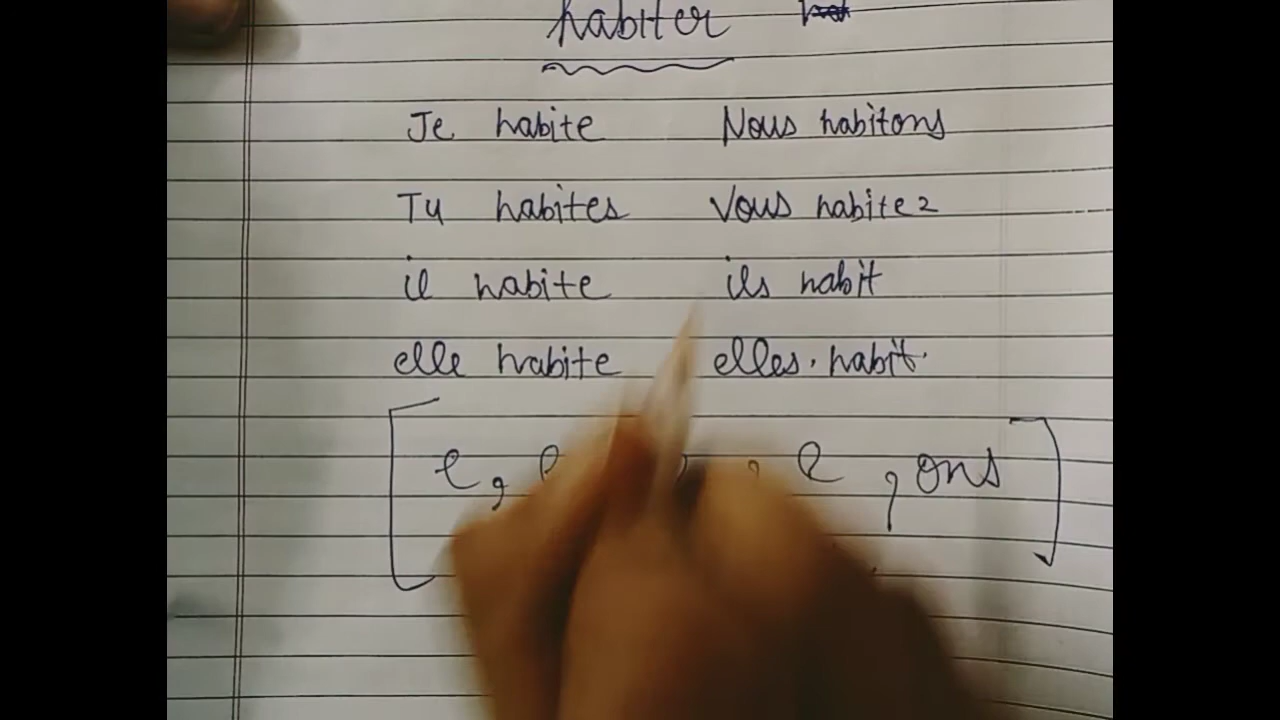 habiter
Je habite Nous habitons
Tu habites Vous habitez
il habite ils habit
elle habite elles habit
e, e , e , ons